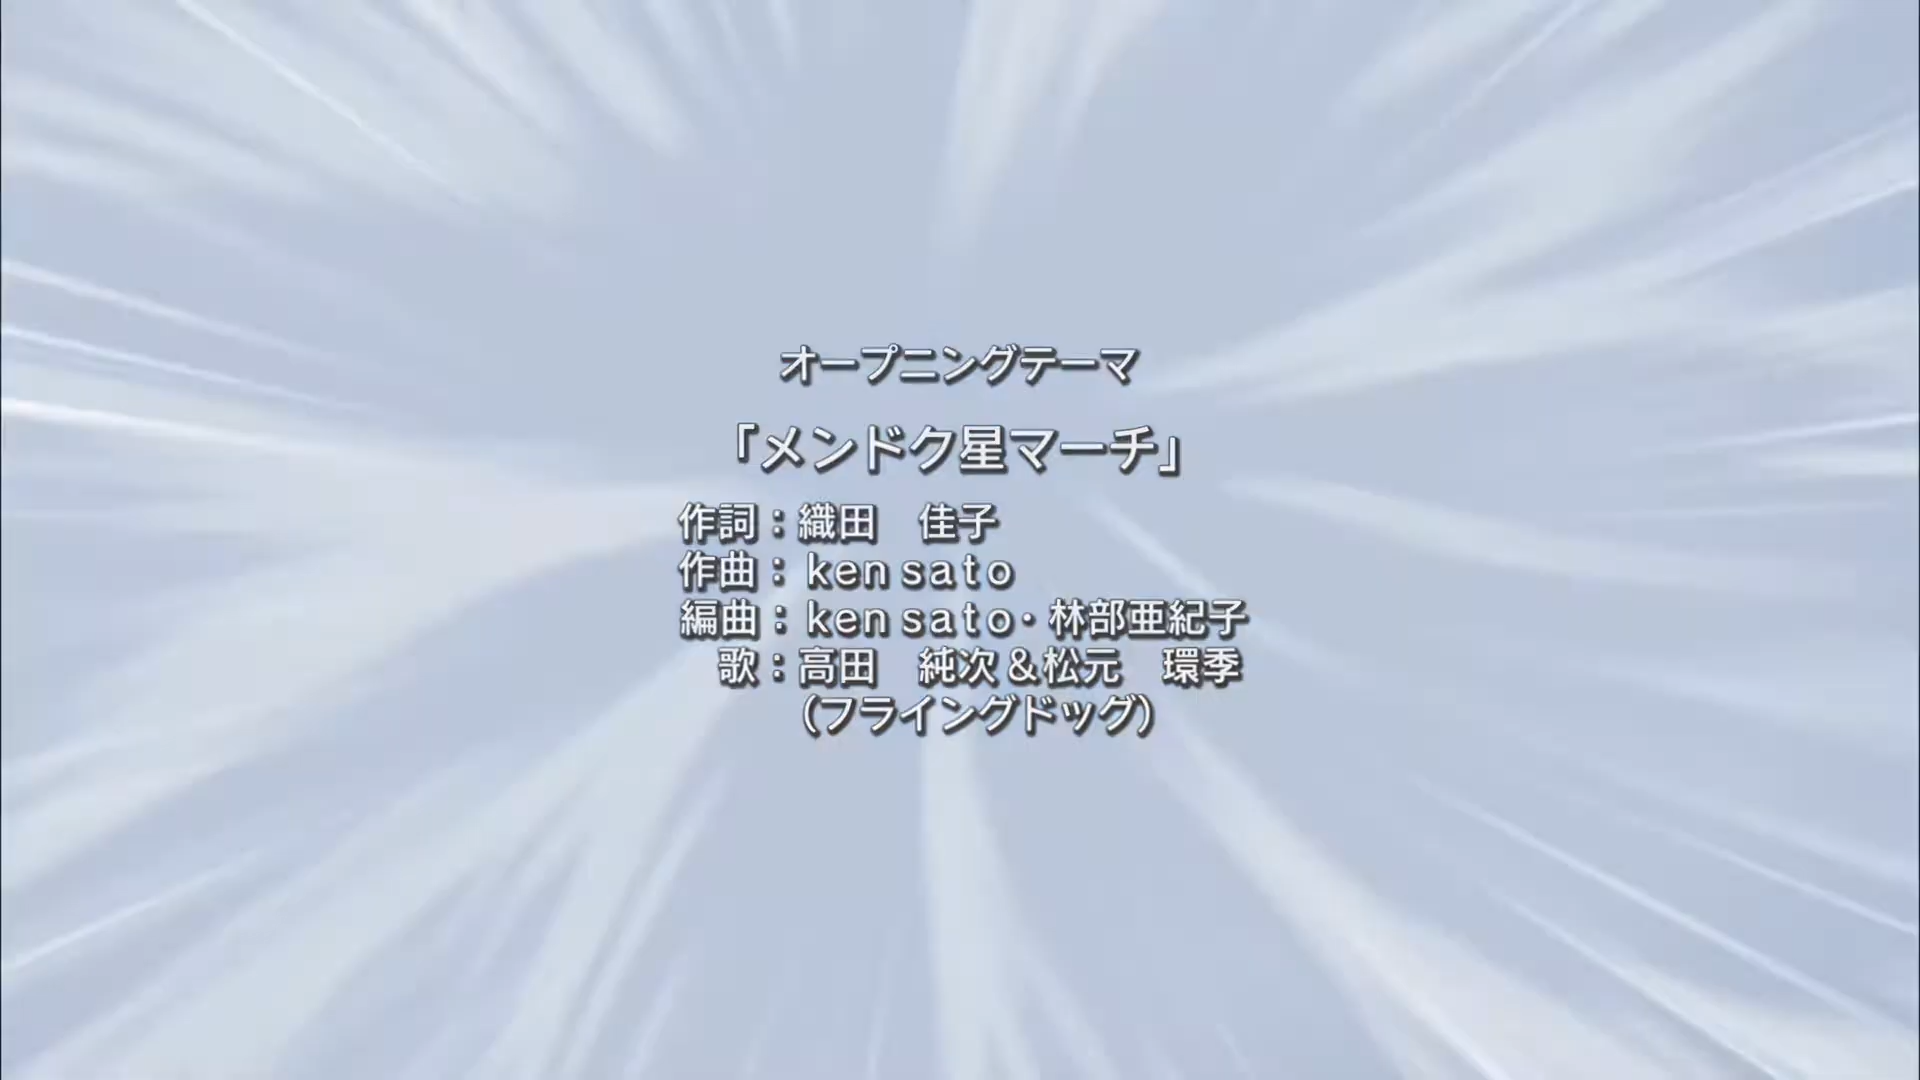 オープニングテーマ
「メンドク星マーチ」
作詞：織田　佳子
作曲：ken sato
編曲：ken sato・林部亜紀子
歌：高田　純次＆松元　環季
（フライングドッグ）